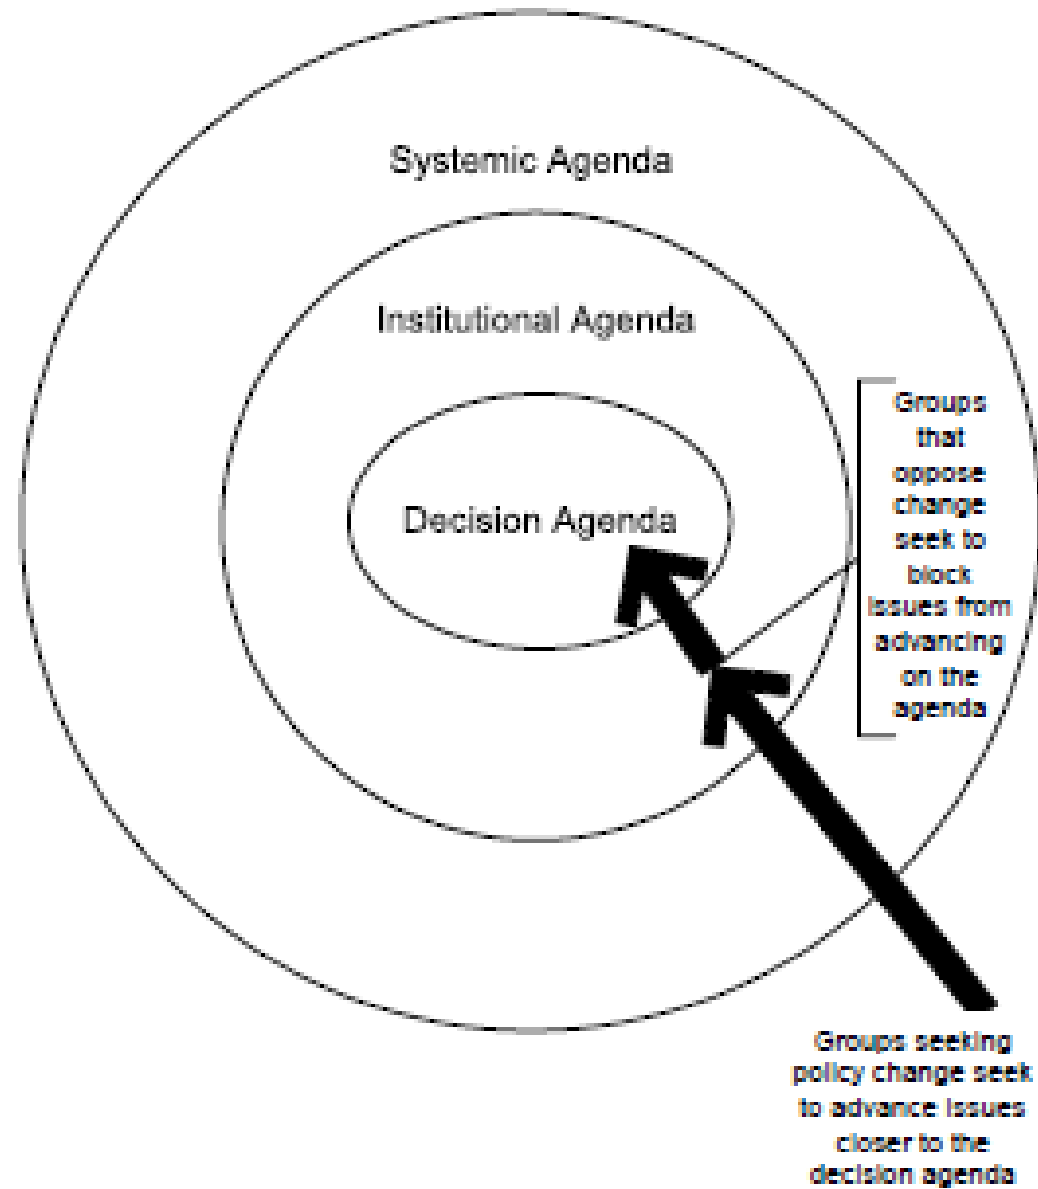 Systemic Agenda
Institutional Agenda
Decision Agenda
Groups
that
oppose
change
seek to
block
issues from
advancing
on the
agenda
Groups seeking
policy change seek
to advance issues
closer to the
decision agenda